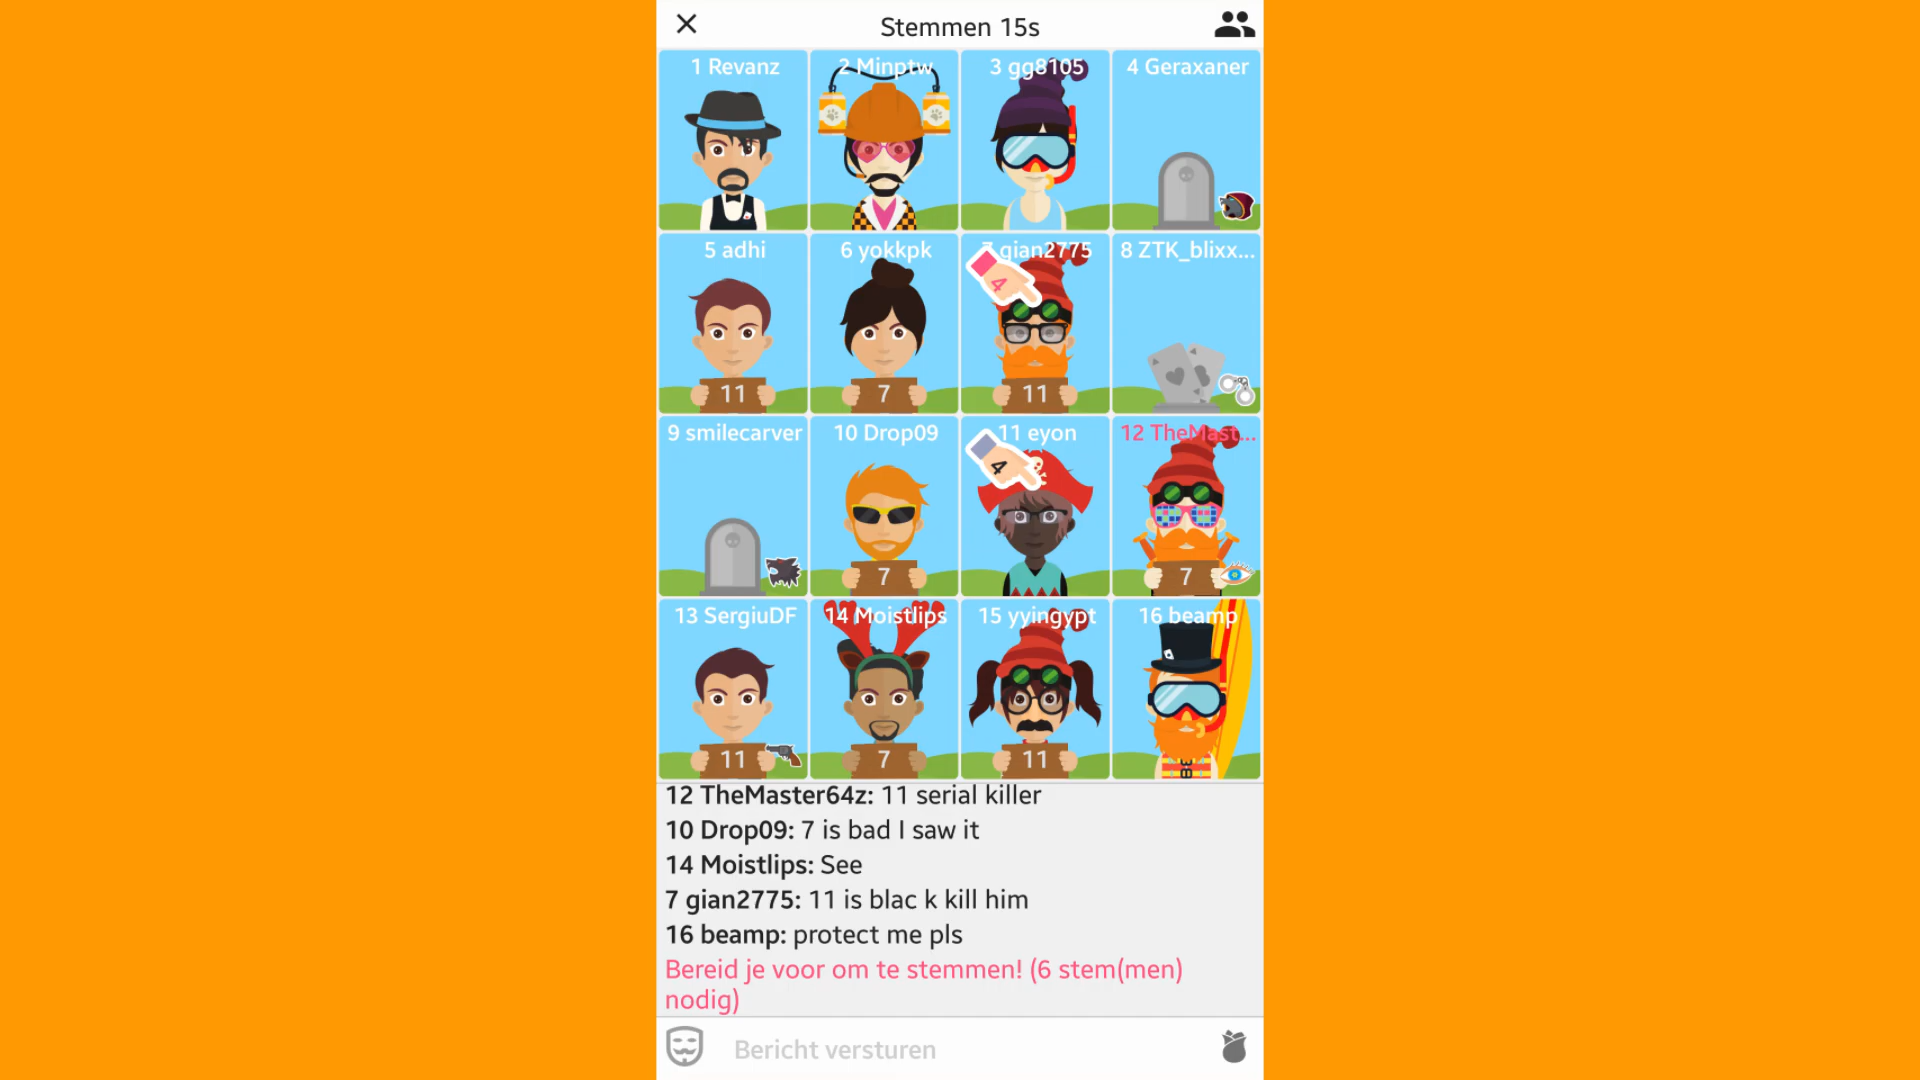 Stemmen 15s
1 Revanz
2 Minptw
3 gg8105
4 Geraxaner
5 adhi
11
6 yokkpk
7
7 gian2775
4
11
8 ZTK_blixx...
9 smilecarver
10 Drop09
7
11 eyon
4
12 TheMast...
7
13 SergiuDF
11
14 Moistlips
7
15 yyingypt
11
16 beamp
12 TheMaster64z: 11 serial killer
10 Drop09: 7 is bad I saw it
14 Moistlips: See
7 gian2775: 11 is blac k kill him
16 beamp: protect me pls
Bereid je voor om te stemmen! (6 stem(men)
nodig)
Bericht versturen